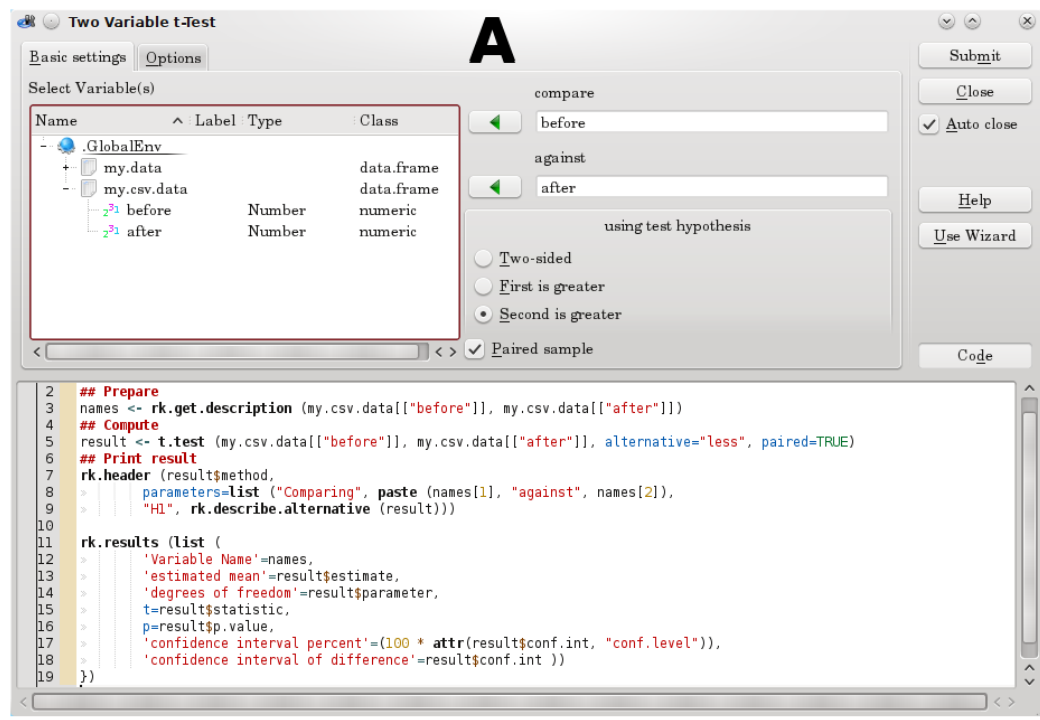 Two Variable t-Test
A
Basic settings Options
Select Variable(s)
Name Label Type Class
.GlobalEnv
my.data data.frame
my.csv.data data.frame
before Number numeric
after Number numeric
compare
before
against
after
using test hypothesis
Two-sided
First is greater
Second is greater
Paired sample
Submit
Close
Auto close
Help
Use Wizard
Code
2 ## Prepare
3 names <- rk.get.description (my.csv.data[["before"]], my.csv.data[["after"]])
4 ## Compute
5 result <- t.test (my.csv.data[["before"]], my.csv.data[["after"]], alternative="less", paired=TRUE)
6 ## Print result
7 rk.header (result$method,
8 parameters=list ("Comparing", paste (names[1], "against", names[2]),
9 "H1", rk.describe.alternative (result)))
10
11 rk.results (list (
12 'Variable Name'=names,
13 'estimated mean'=result$estimate,
14 'degrees of freedom'=result$parameter,
15 t=result$statistic,
16 p=result$p.value,
17 'confidence interval percent'=(100 * attr(result$conf.int, "conf.level")),
18 'confidence interval of difference'=result$conf.int ))
19 })